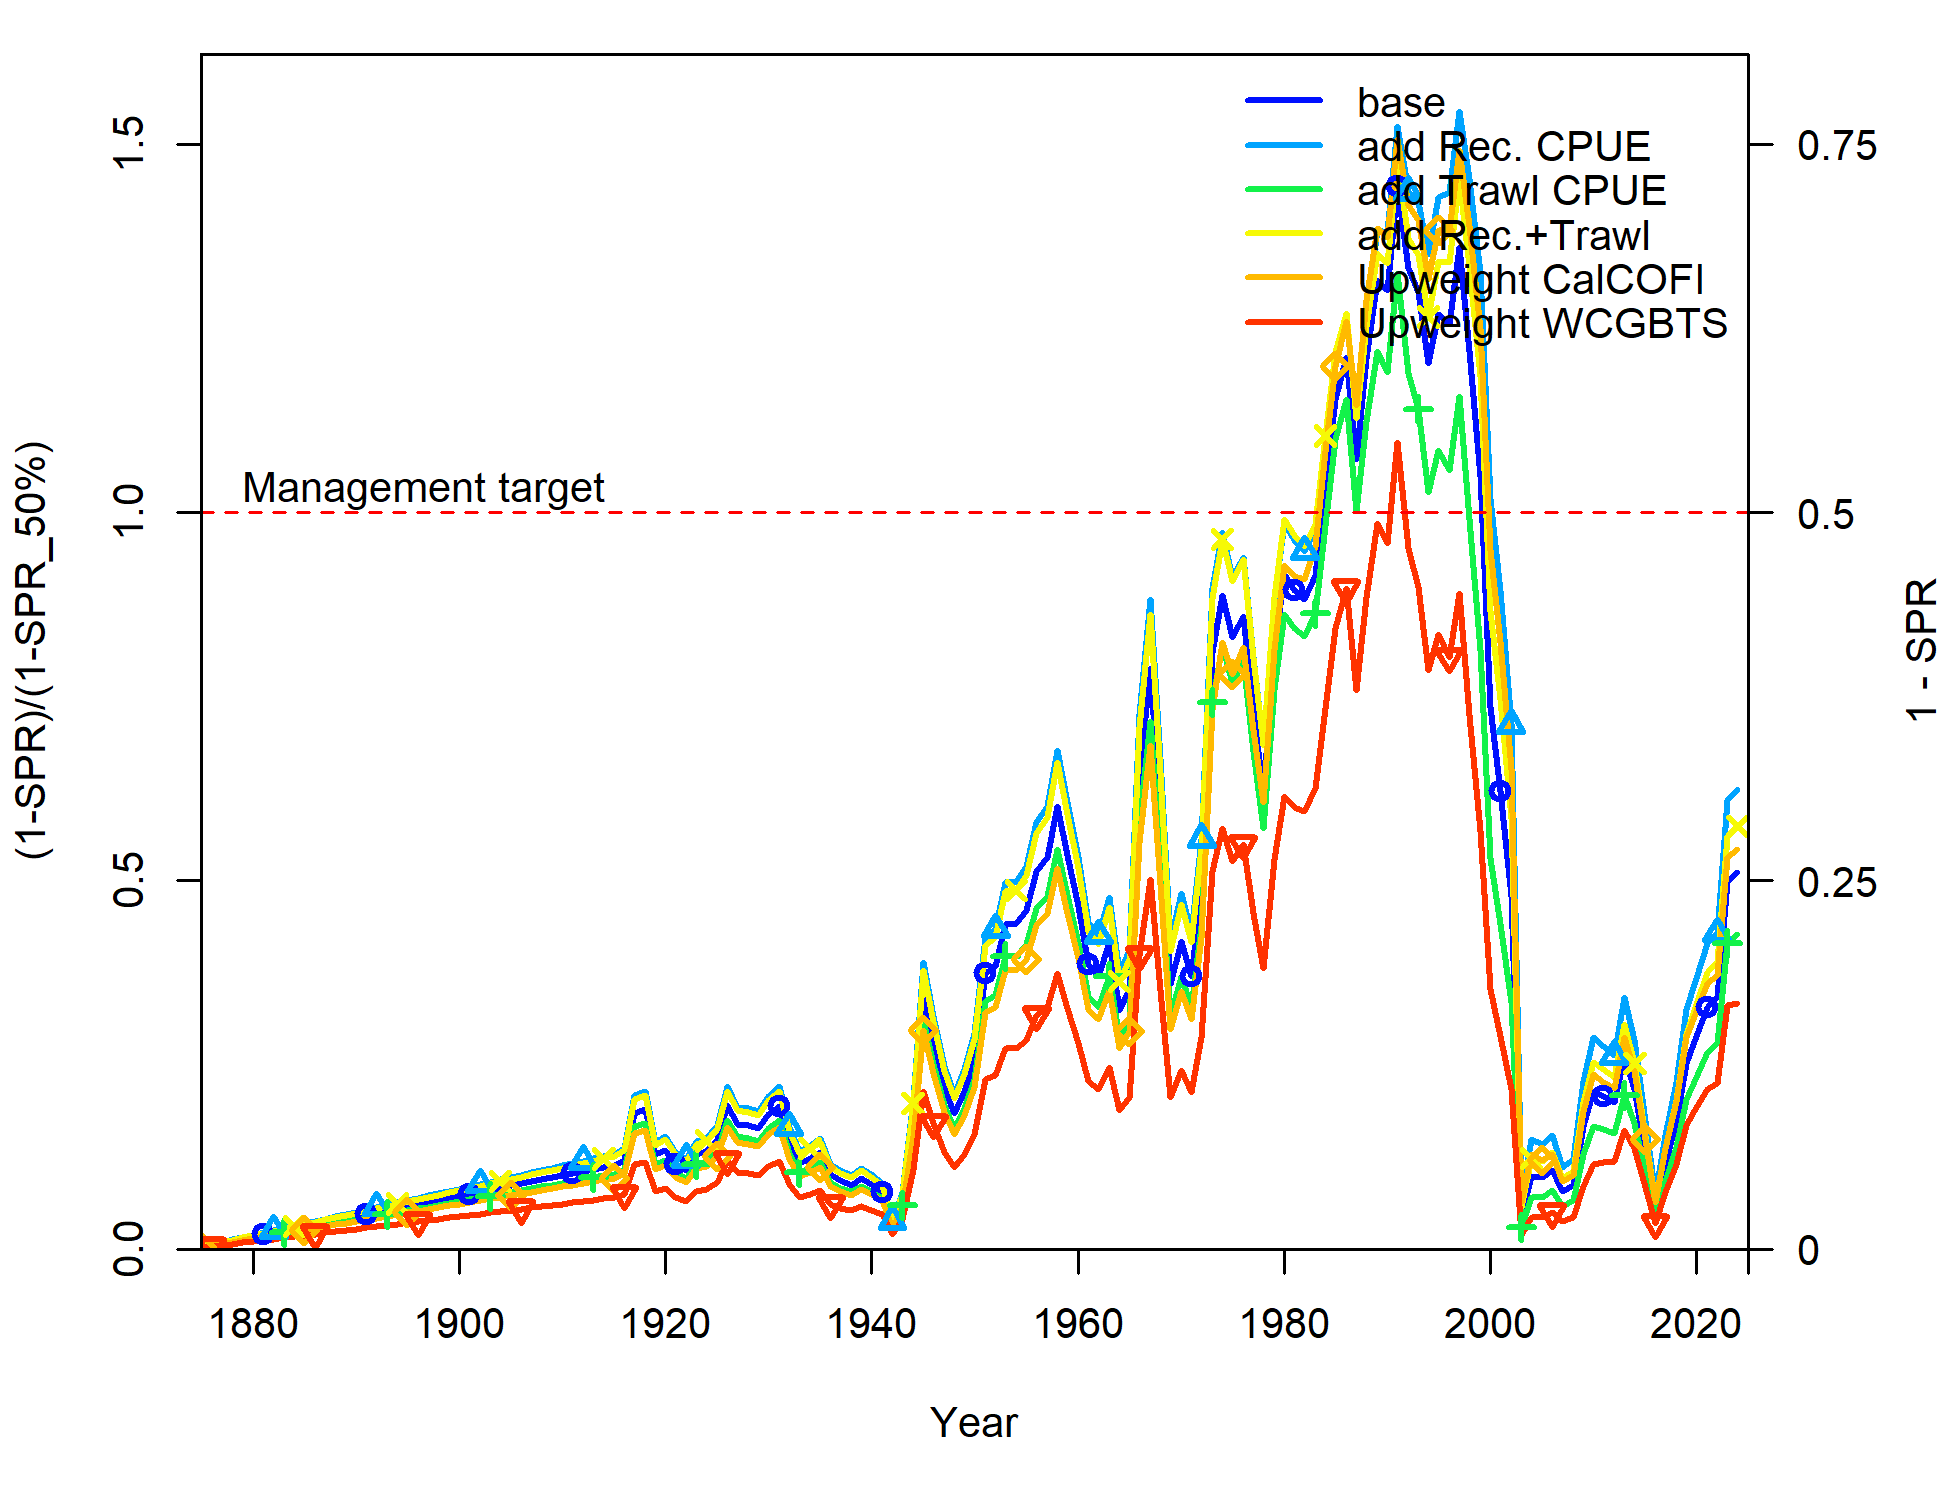 base
add Rec. CPUE
add Trawl CPUE
add Rec.+Trawl
Upweight CalCOFI
Upweight WCGBTS
Management target
(1-SPR)/(1-SPR_50%)
0.0
0.5
1.0
1.5
1 - SPR
0
0.25
0.5
0.75
1880
1900
1920
1940
1960
1980
2000
2020
Year